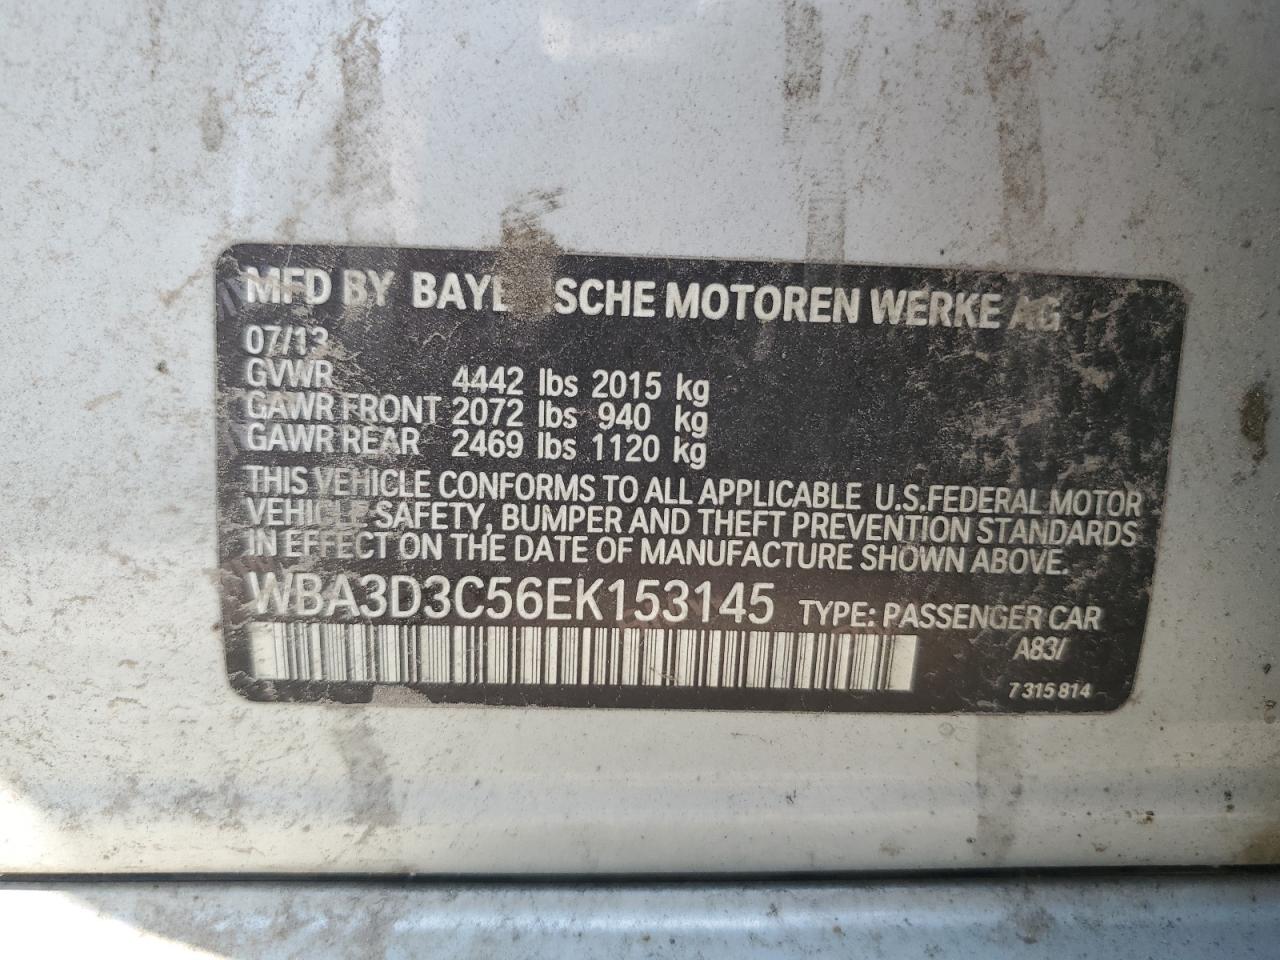 MFD BY BAYERISCHE MOTOREN WERKE AG
07/13
GVWR 4442 lbs 2015 kg
GAWR FRONT 2072 lbs 940 kg
GAWR REAR 2469 lbs 1120 kg
THIS VEHICLE CONFORMS TO ALL APPLICABLE U.S.FEDERAL MOTOR
VEHICLE SAFETY, BUMPER AND THEFT PREVENTION STANDARDS
IN EFFECT ON THE DATE OF MANUFACTURE SHOWN ABOVE.
WBA3D3C56EK153145 TYPE: PASSENGER CAR
A83/
7 315 814